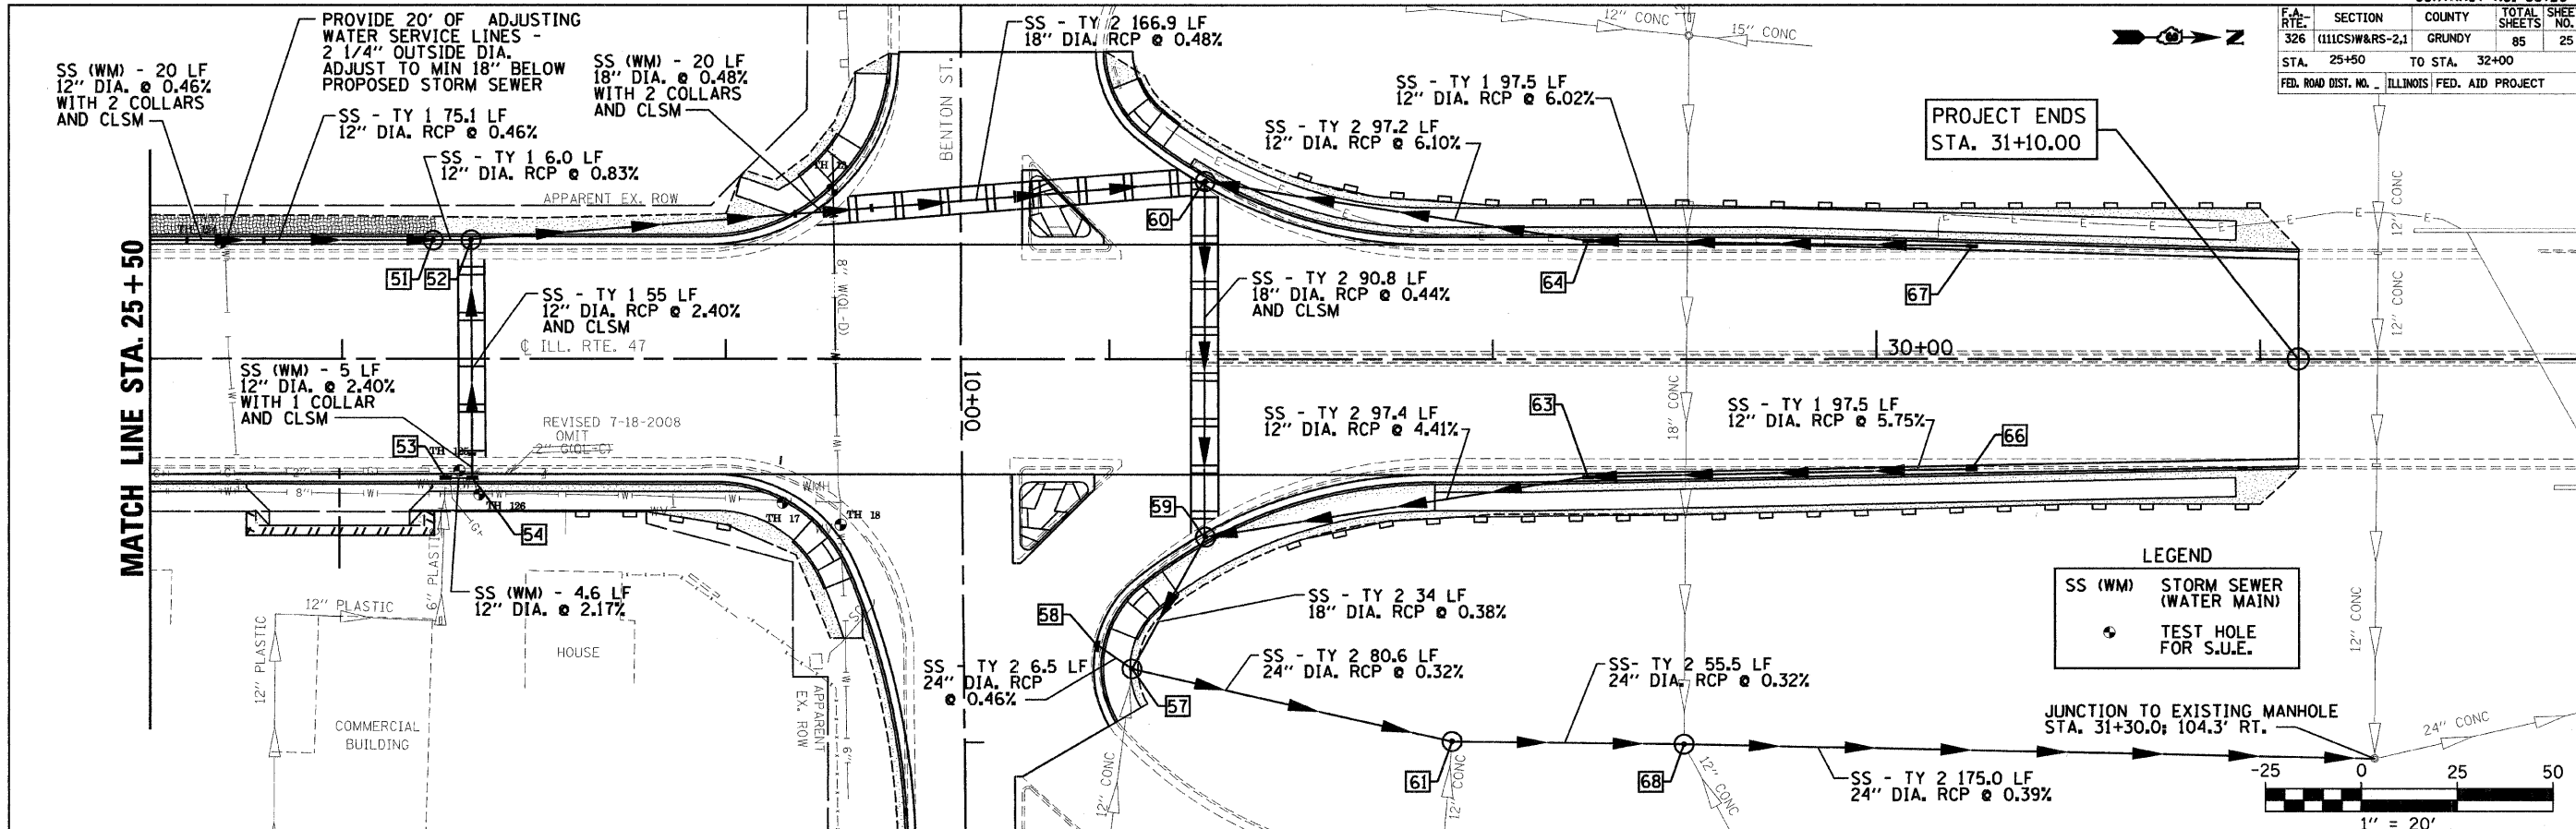 PROVIDE 20' OF ADJUSTING
WATER SERVICE LINES -
2 1/4" OUTSIDE DIA.
ADJUST TO MIN 18" BELOW
PROPOSED STORM SEWER
SS (WM) - 20 LF
12" DIA. @ 0.46%
WITH 2 COLLARS
AND CLSM
SS - TY 1 75.1 LF
12" DIA. RCP @ 0.46%
SS - TY 1 6.0 LF
12" DIA. RCP @ 0.83%
SS (WM) - 20 LF
18" DIA. @ 0.48%
WITH 2 COLLARS
AND CLSM
SS - TY 2 166.9 LF
18" DIA. RCP @ 0.48%
BENTON ST.
12" CONC
15" CONC
N
F.A. RTE.
SECTION
COUNTY
TOTAL SHEETS
SHEET NO.
326
(111CS)W&RS-2,1
GRUNDY
85
25
STA. 25+50 TO STA. 32+00
FED. ROAD DIST. NO. _ ILLINOIS FED. AID PROJECT
SS - TY 1 97.5 LF
12" DIA. RCP @ 6.02%
SS - TY 2 97.2 LF
12" DIA. RCP @ 6.10%
PROJECT ENDS
STA. 31+10.00
APPARENT EX. ROW
12" CONC
MATCH LINE STA. 25+50
51
52
60
64
67
SS - TY 1 55 LF
12" DIA. RCP @ 2.40%
AND CLSM
℄ ILL. RTE. 47
8" W(QL-D)
SS - TY 2 90.8 LF
18" DIA. RCP @ 0.44%
AND CLSM
12" CONC
30+00
10+00
18" CONC
SS (WM) - 5 LF
12" DIA. @ 2.40%
WITH 1 COLLAR
AND CLSM
REVISED 7-18-2008
OMIT
2" G(QL-C)
SS - TY 2 97.4 LF
12" DIA. RCP @ 4.41%
63
SS - TY 1 97.5 LF
12" DIA. RCP @ 5.75%
66
53
TH 126
54
TH 17
TH 18
WMH
59
SS (WM) - 4.6 LF
12" DIA. @ 2.17%
12" PLASTIC
12" PLASTIC
6" PLASTIC
HOUSE
COMMERCIAL
BUILDING
APPARENT
EX. ROW
6"
58
SS - TY 2 34 LF
18" DIA. RCP @ 0.38%
SS - TY 2 6.5 LF
24" DIA. RCP
@ 0.46%
57
SS - TY 2 80.6 LF
24" DIA. RCP @ 0.32%
SS- TY 2 55.5 LF
24" DIA. RCP @ 0.32%
61
68
12" CONC
12" CONC
12" CONC
SS - TY 2 175.0 LF
24" DIA. RCP @ 0.39%
LEGEND
SS (WM) STORM SEWER
(WATER MAIN)
TEST HOLE
FOR S.U.E.
12" CONC
JUNCTION TO EXISTING MANHOLE
STA. 31+30.0; 104.3' RT.
24" CONC
-25 0 25 50
1" = 20'